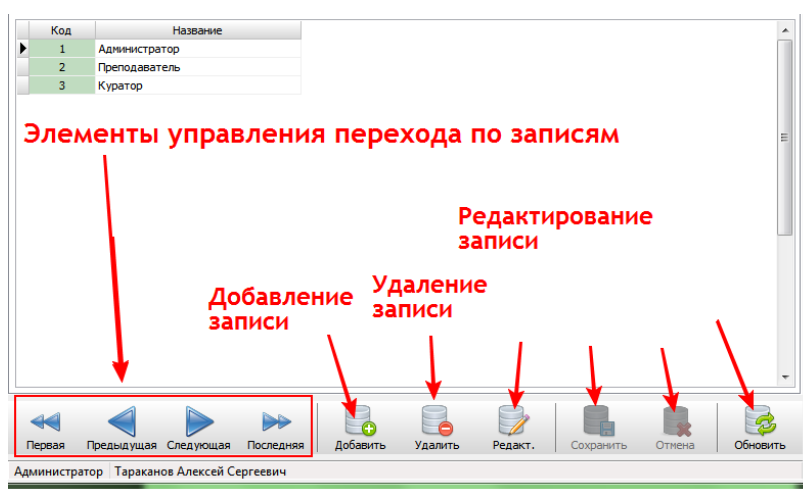 Код Название
1 Администратор
2 Преподаватель
3 Куратор
Элементы управления перехода по записям
Редактирование
записи
Удаление
записи
Добавление
записи
Первая Предыдущая Следующая Последняя Добавить Удалить Редакт. Сохранить Отмена Обновить
Администратор Тараканов Алексей Сергеевич